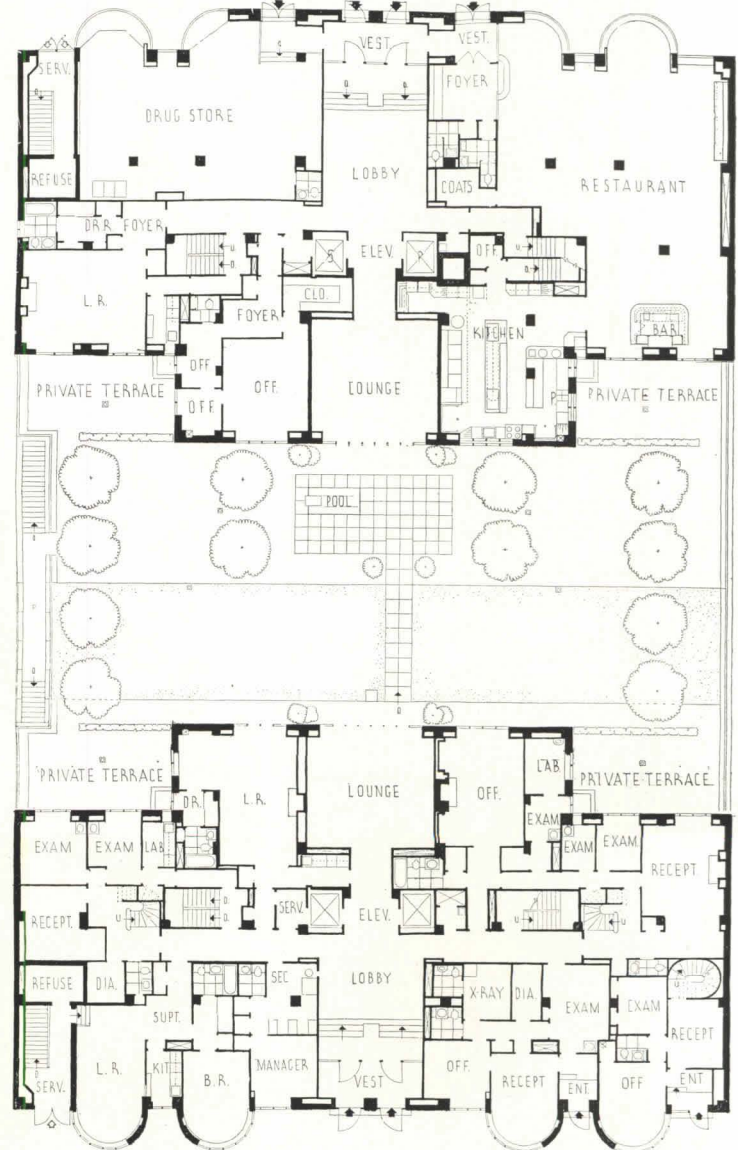 VEST.
VEST.
SERV.
FOYER
DRUG STORE
LOBBY
REFUSE
COATS
RESTAURANT
DR.R.
FOYER
ELEV.
OFF.
L.R.
CLO.
FOYER
KITCHEN
BAR
OFF.
OFF.
LOUNGE
PRIVATE TERRACE
OFF.
P.
PRIVATE TERRACE
POOL
PRIVATE TERRACE
DR.
L.R.
LOUNGE
OFF.
LAB.
PRIVATE TERRACE
EXAM
EXAM
LAB
EXAM
EXAM
EXAM.
RECEPT
RECEPT.
SERV.
ELEV.
REFUSE
DIA.
SEC
LOBBY
X-RAY
DIA.
EXAM
EXAM
SUPT.
RECEPT
L.R.
KIT.
B.R.
MANAGER
VEST
OFF.
RECEPT
ENT.
OFF
ENT
SERV.